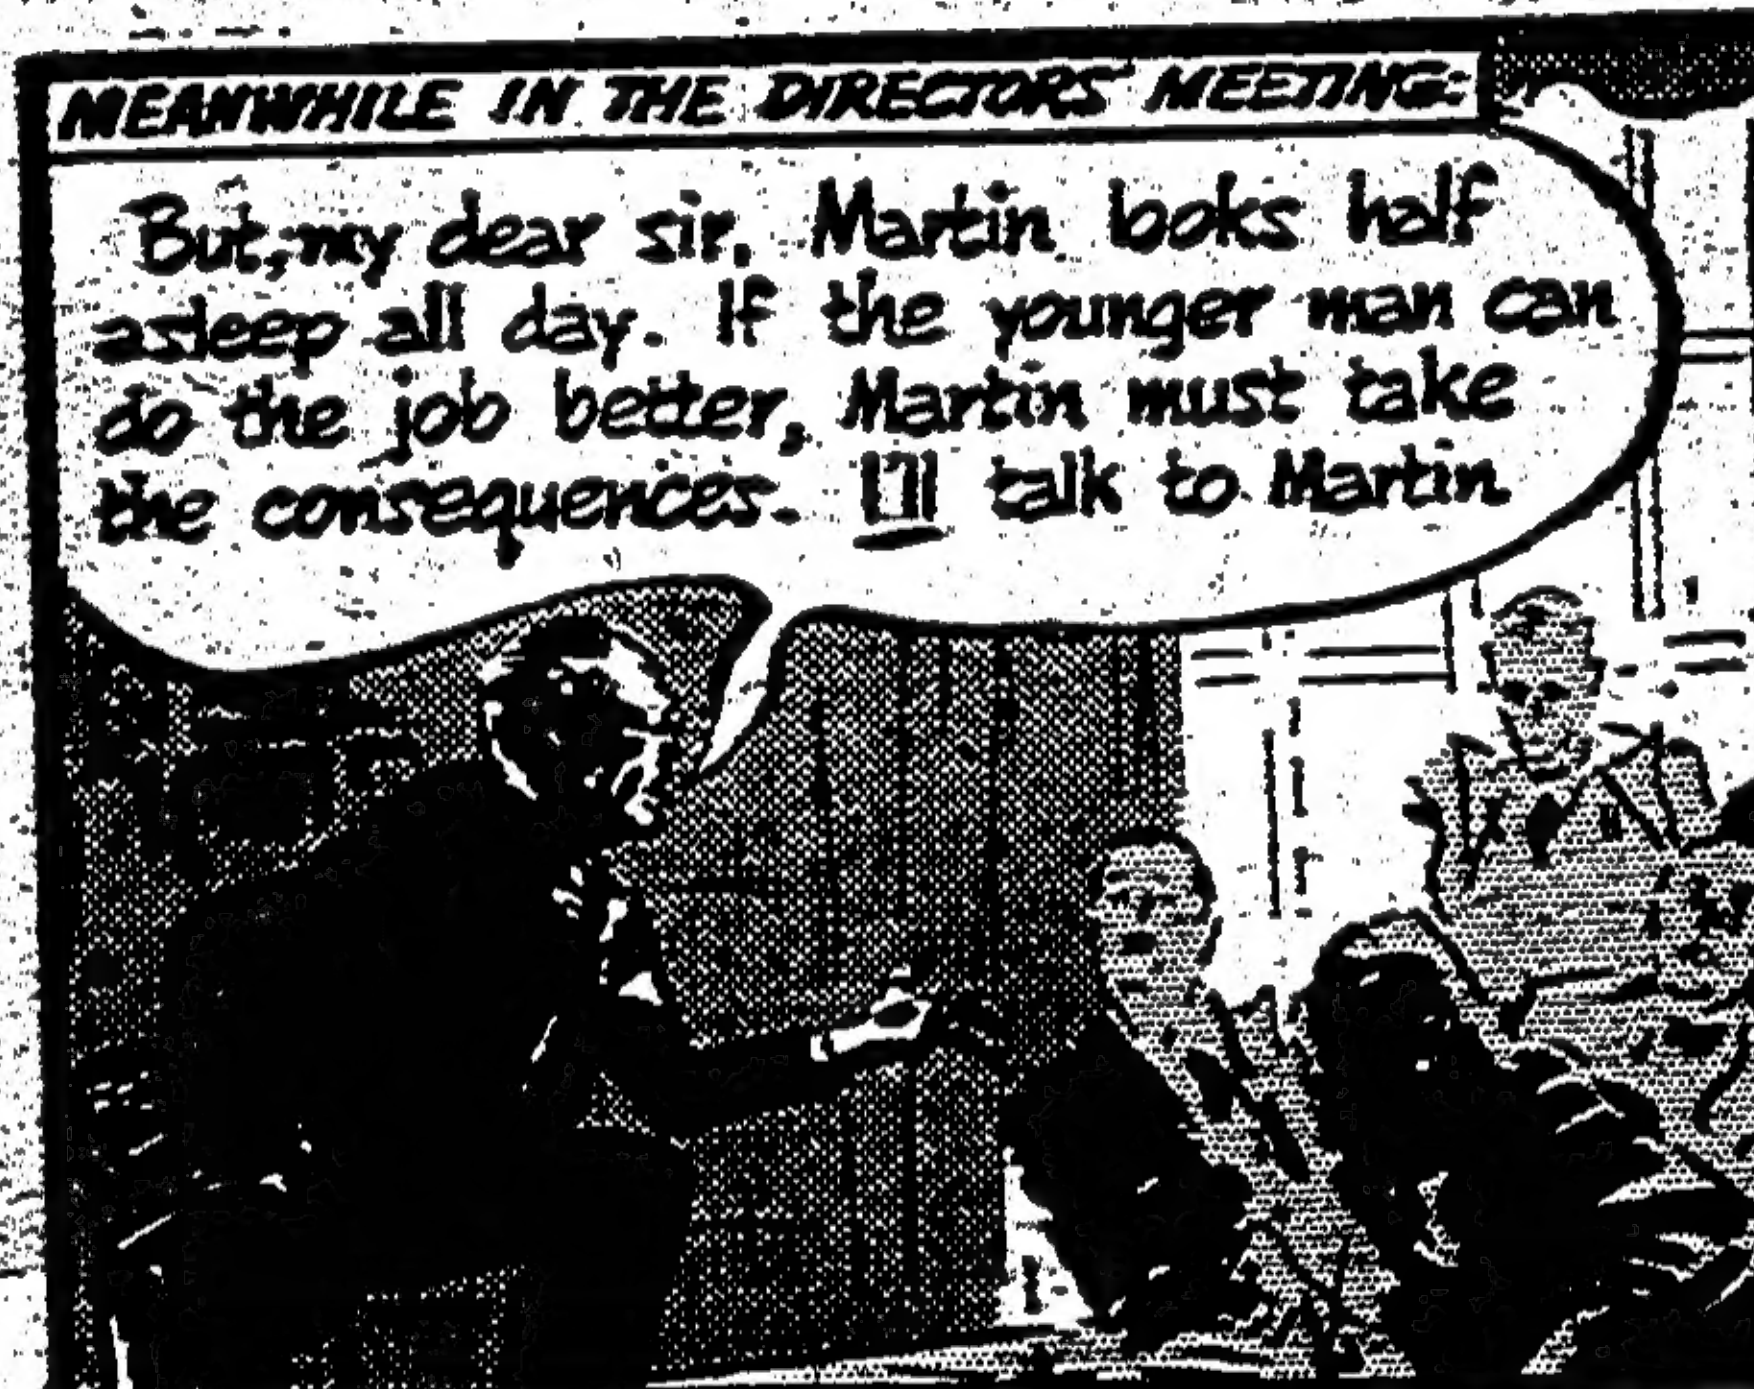 MEANWHILE IN THE DIRECTORS' MEETING:
But, my dear sir, Martin looks half
asleep all day. If the younger man can
do the job better, Martin must take
the consequences. I'll talk to Martin